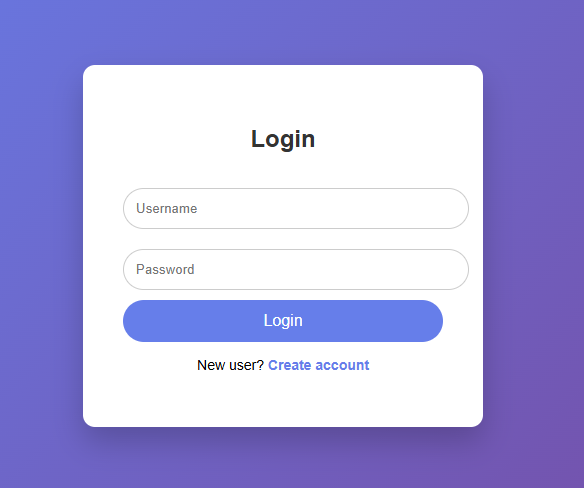 Login
Username
Password
Login
New user? Create account